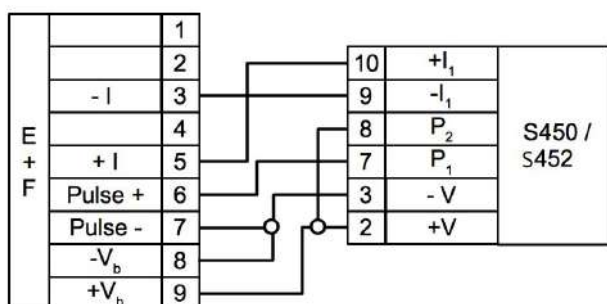 E + F
1
2
- I 3
4
+ I 5
Pulse + 6
Pulse - 7
-Vb 8
+Vb 9
10 +I1
9 -I1
8 P2
7 P1
3 - V
2 +V
S450 /
S452